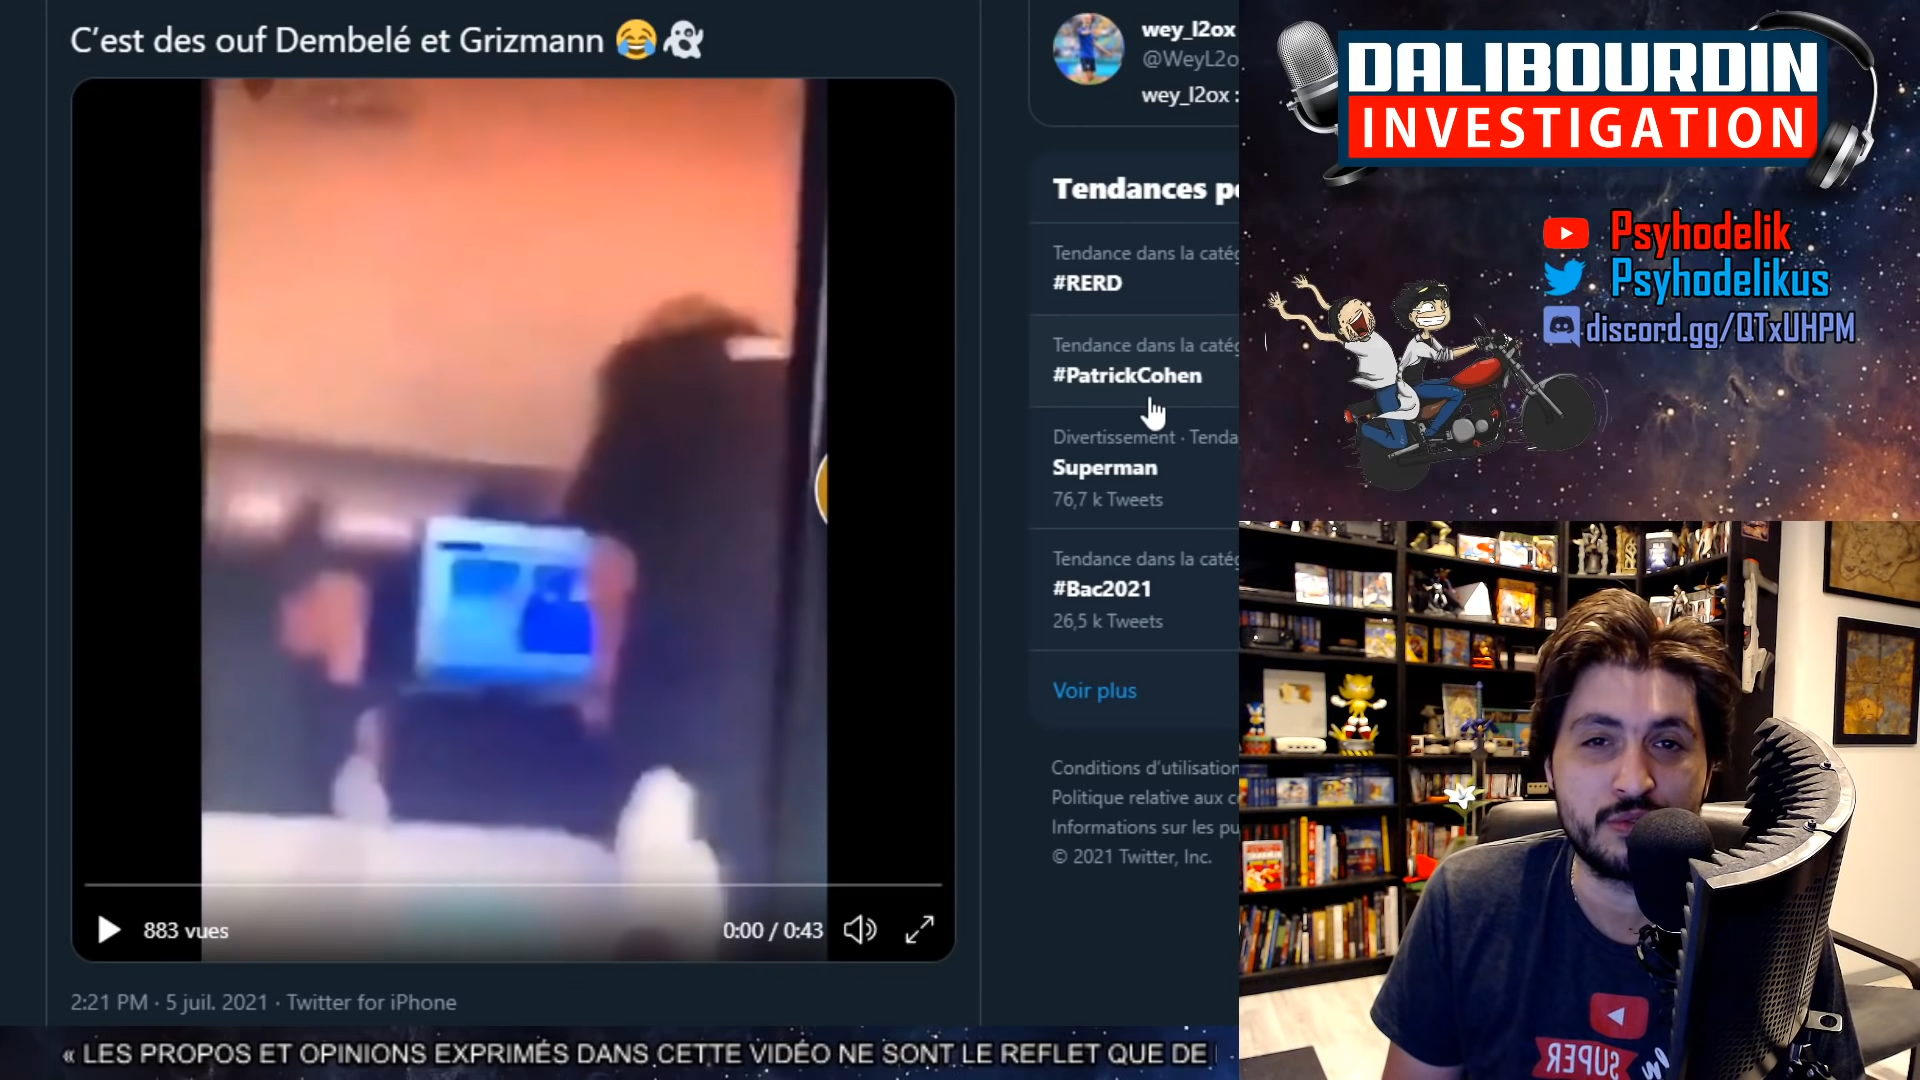 C'est des ouf Dembelé et Grizmann 😂👻
883 vues
0:00 / 0:43
2:21 PM · 5 juil. 2021 · Twitter for iPhone
wey_l2ox
@WeyL2o
wey_l2ox :
Tendances p
Tendance dans la caté
#RERD
Tendance dans la caté
#PatrickCohen
Divertissement · Tenda
Superman
76,7 k Tweets
Tendance dans la caté
#Bac2021
26,5 k Tweets
Voir plus
Conditions d'utilisation
Politique relative aux c
Informations sur les pu
© 2021 Twitter, Inc.
DALIBOURDIN
INVESTIGATION
Psyhodelik
Psyhodelikus
discord.gg/QTxUHPM
SUPER
« LES PROPOS ET OPINIONS EXPRIMÉS DANS CETTE VIDÉO NE SONT LE REFLET QUE DE